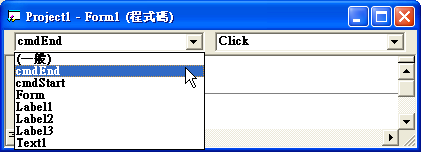 Project1 - Form1 (程式碼)
cmdEnd Click
(一般)
cmdEnd
cmdStart
Form
Label1
Label2
Label3
Text1